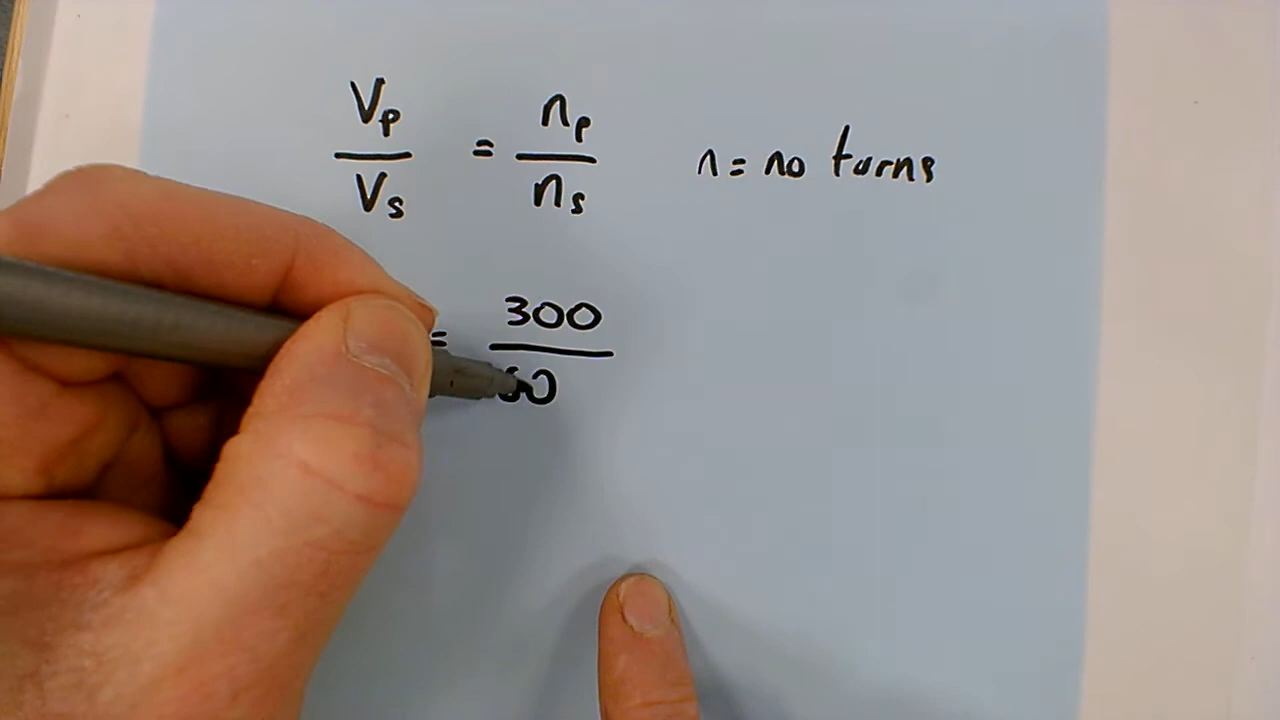 Vp = np n = no turns
Vs ns
= 300